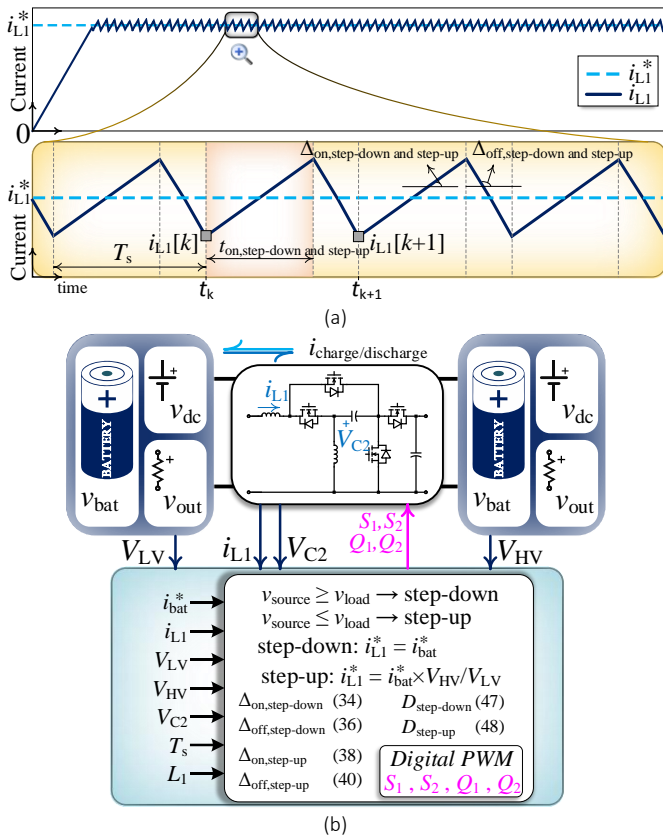 i*L1
Current
0
i*L1
iL1
Δon,step-down and step-up
Δoff,step-down and step-up
i*L1
Current
iL1[k]
ton,step-down and step-up
iL1[k+1]
Ts
time
tk
tk+1
(a)
icharge/discharge
BATTERY
vdc
vbat
vout
iL1
VC2
BATTERY
vdc
vbat
vout
S1,S2
Q1,Q2
VLV
iL1
VC2
VHV
i*bat
iL1
VLV
VHV
VC2
Ts
L1
vsource ≥ vload → step-down
vsource ≤ vload → step-up
step-down: i*L1 = i*bat
step-up: i*L1 = i*bat×VHV/VLV
Δon,step-down (34) Dstep-down (47)
Δoff,step-down (36) Dstep-up (48)
Δon,step-up (38)
Δoff,step-up (40)
Digital PWM
S1 , S2 , Q1 , Q2
(b)